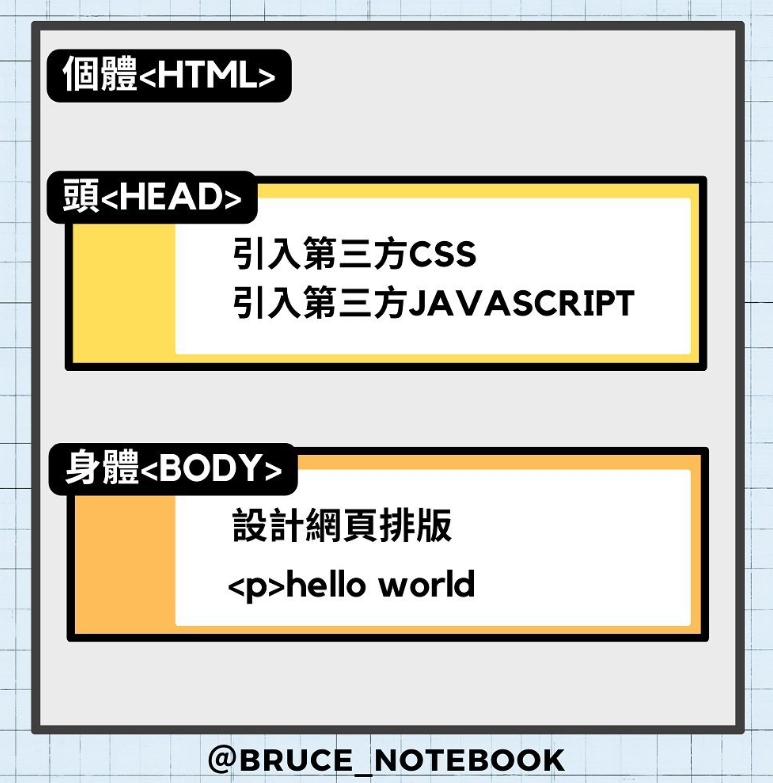 個體<HTML>
頭<HEAD>
引入第三方CSS
引入第三方JAVASCRIPT
身體<BODY>
設計網頁排版
<p>hello world
@BRUCE_NOTEBOOK